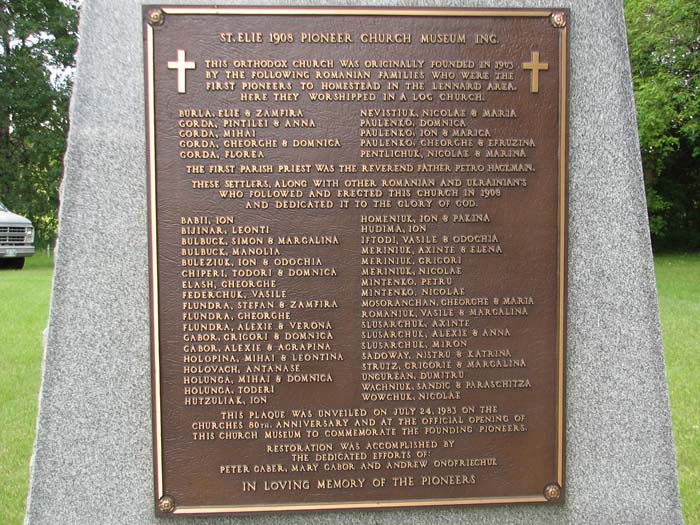 ST. ELIE 1908 PIONEER CHURCH MUSEUM INC.
THIS ORTHODOX CHURCH WAS ORIGINALLY FOUNDED IN 1903
BY THE FOLLOWING ROMANIAN FAMILIES WHO WERE THE
FIRST PIONEERS TO HOMESTEAD IN THE LENNARD AREA.
HERE THEY WORSHIPPED IN A LOG CHURCH.
BURLA, ELIE & ZAMFIRA
GORDA, PINTILEI & ANNA
GORDA, MIHAI
GORDA, GHEORGHE & DOMNICA
GORDA, FLOREA
NEVISTIUK, NICOLAE & MARIA
PAULENKO, DOMNICA
PAULENKO, ION & MARICA
PAULENKO, GHEORGHE & EFRUZINA
PENTLICHUK, NICOLAE & MARINA
THE FIRST PARISH PRIEST WAS THE REVEREND FATHER PETRO HACKMAN.
THESE SETTLERS, ALONG WITH OTHER ROMANIAN AND UKRAINIAN'S
WHO FOLLOWED AND ERECTED THIS CHURCH IN 1908
AND DEDICATED IT TO THE GLORY OF GOD.
BABII, ION
BIJINAR, LEONTI
BULBUCK, SIMON & MARGALINA
BULBUCK, MANOLIA
BULEZIUK, ION & ODOCHIA
CHIPERI, TODORI & DOMNICA
ELASH, GHEORGHE
FEDERCHUK, VASILE
FLUNDRA, STEFAN & ZAMFIRA
FLUNDRA, GHEORGHE
FLUNDRA, ALEXIE & VERONA
GABOR, GRIGORI & DOMNICA
GABOR, ALEXIE & AGRAPINA
HOLOPINA, MIHAI & LEONTINA
HOLOVACH, ANTANASE
HOLUNGA, MIHAI & DOMNICA
HOLUNGA, TODERI
HUTZULIAK, ION
HOMENIUK, ION & PAKINA
HUDIMA, ION
IFTODI, VASILE & ODOCHIA
MERINIUK, AXINTE & ELENA
MERINIUK, GRIGORI
MERINIUK, NICOLAE
MINTENKO, PETRU
MINTENKO, NICOLAE
MOSORANCHAN, GHEORGHE & MARIA
ROMANIUK, VASILE & MARGALINA
SLUSARCHUK, AXINTE
SLUSARCHUK, ALEXIE & ANNA
SLUSARCHUK, MIRON
SADOWAY, NISTRU & KATRINA
STRUTZ, GRIGORIE & MARGALINA
UNGUREAN, DUMITRU
WACHNIUK, SANDIG & PARASCHITZA
WOWCHUK, NICOLAE
THIS PLAQUE WAS UNVEILED ON JULY 24, 1983 ON THE
CHURCHES 80TH. ANNIVERSARY AND AT THE OFFICIAL OPENING OF
THIS CHURCH MUSEUM TO COMMEMORATE THE FOUNDING PIONEERS.
RESTORATION WAS ACCOMPLISHED BY
THE DEDICATED EFFORTS OF:
PETER GABER, MARY GABOR AND ANDREW ONOFRIECHUK
IN LOVING MEMORY OF THE PIONEERS